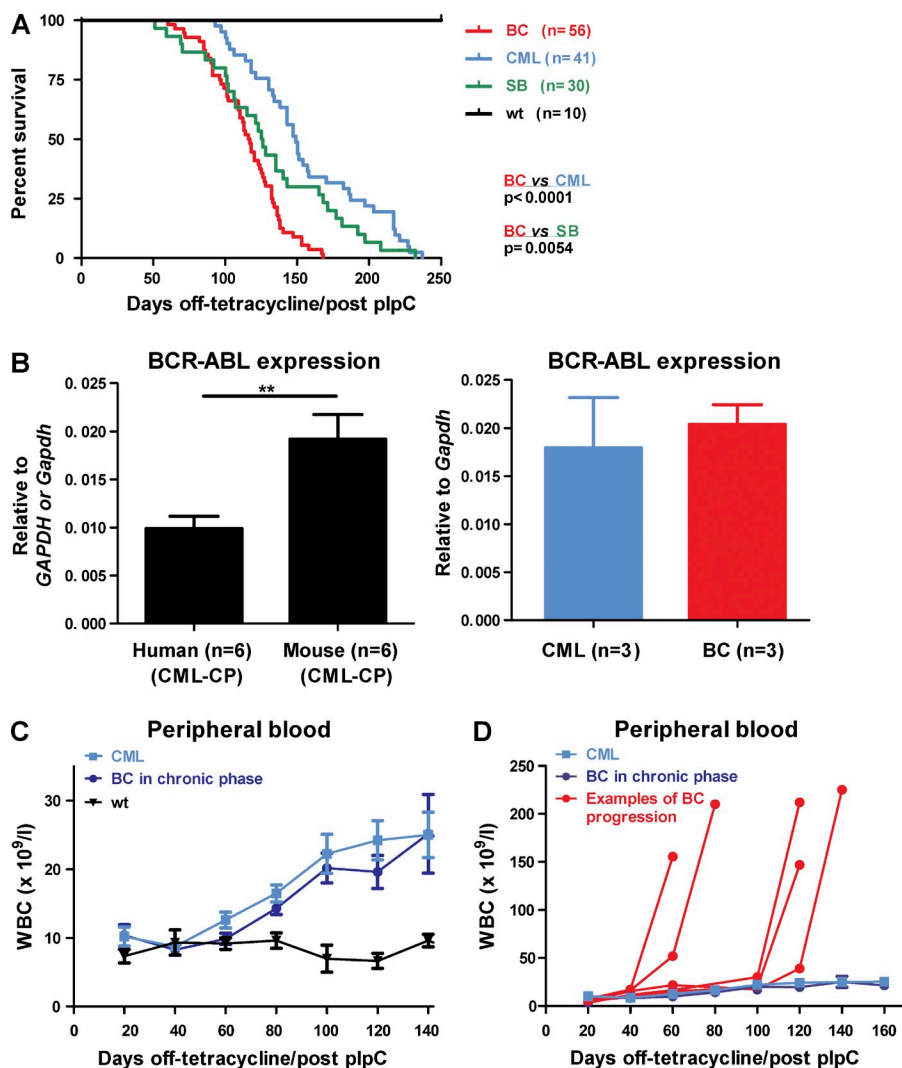 A
Percent survival
100
75
50
25
0
0 50 100 150 200 250
Days off-tetracycline/post pIpC
BC (n=56)
CML (n=41)
SB (n=30)
wt (n=10)
BC vs CML
p<0.0001
BC vs SB
p=0.0054
B
BCR-ABL expression
Relative to
GAPDH or Gapdh
0.025
0.020
0.015
0.010
0.005
0.000
**
Human (n=6) Mouse (n=6)
(CML-CP) (CML-CP)
BCR-ABL expression
Relative to Gapdh
0.025
0.020
0.015
0.010
0.005
0.000
CML (n=3) BC (n=3)
C
Peripheral blood
CML
BC in chronic phase
wt
WBC (x 10⁹/l)
30
20
10
0
0 20 40 60 80 100 120 140
Days off-tetracycline/post pIpC
D
Peripheral blood
CML
BC in chronic phase
Examples of BC
progression
WBC (x 10⁹/l)
250
200
150
100
50
0
0 20 40 60 80 100 120 140 160
Days off-tetracycline/post pIpC